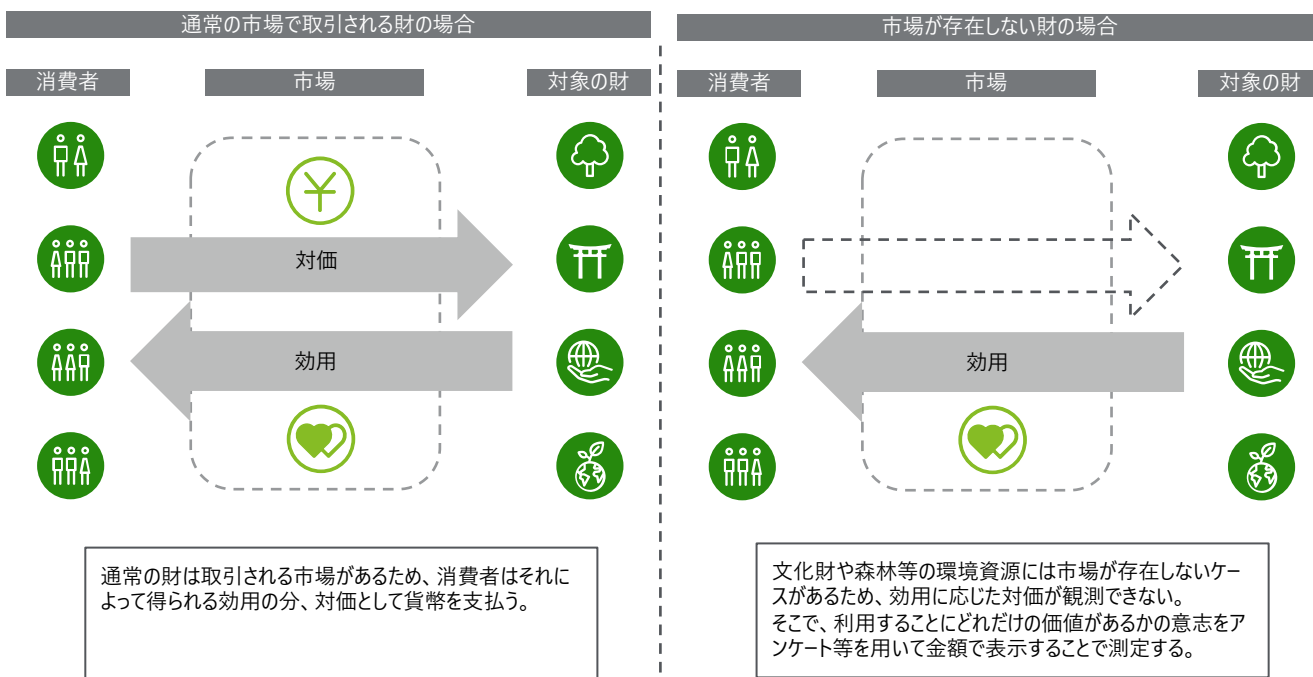 通常の市場で取引される財の場合
消費者
市場
対象の財
対価
効用
通常の財は取引される市場があるため、消費者はそれに
よって得られる効用の分、対価として貨幣を支払う。
市場が存在しない財の場合
消費者
市場
対象の財
効用
文化財や森林等の環境資源には市場が存在しないケー
スがあるため、効用に応じた対価が観測できない。
そこで、利用することにどれだけの価値があるかの意志をア
ンケート等を用いて金額で表示することで測定する。